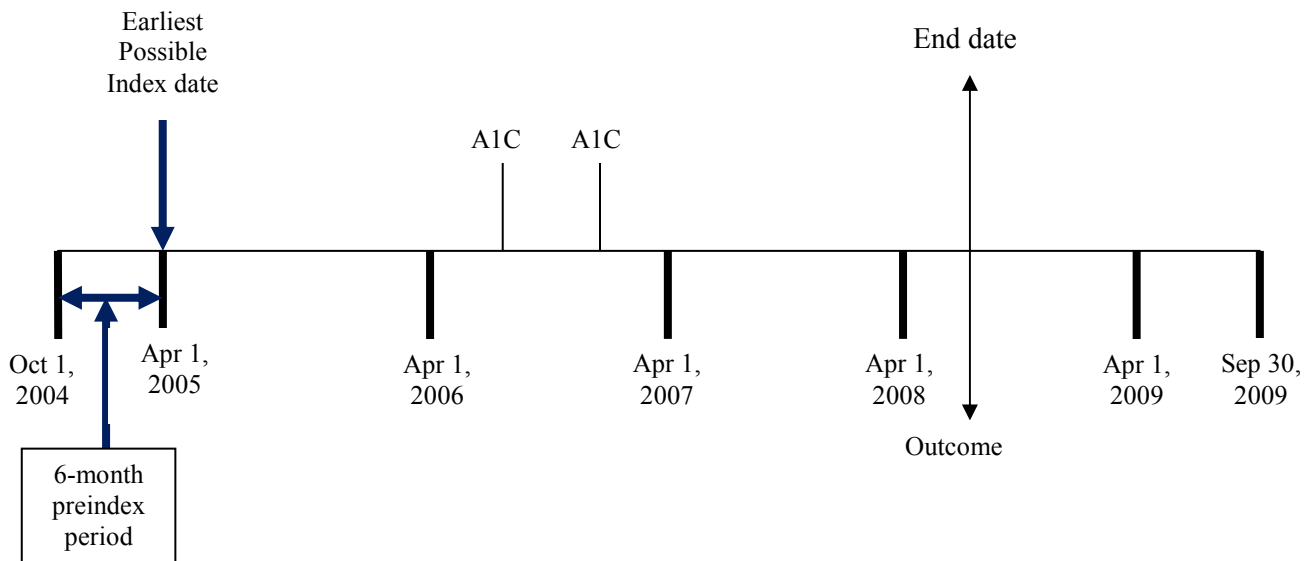 Earliest
Possible
Index date
End date
A1C
A1C
Oct 1,
2004
Apr 1,
2005
Apr 1,
2006
Apr 1,
2007
Apr 1,
2008
Apr 1,
2009
Sep 30,
2009
Outcome
6-month
preindex
period